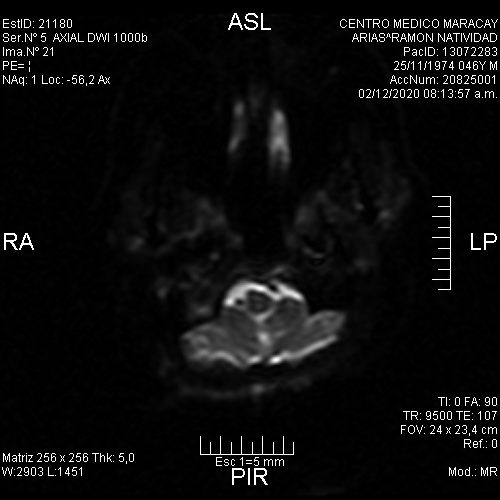 EstID: 21180
Ser.Nº 5 AXIAL DWI 1000b
Ima.Nº 21
PE= ¦
NAq: 1 Loc: -56,2 Ax
ASL
CENTRO MEDICO MARACAY
ARIAS^RAMON NATIVIDAD
PacID: 13072283
25/11/1974 046Y M
AccNum: 20825001
02/12/2020 08:13:57 a.m.
RA
LP
TI: 0 FA: 90
TR: 9500 TE: 107
FOV: 24 x 23,4 cm
Ref.: 0
Matriz 256 x 256 Thk: 5,0
W:2903 L:1451
Esc 1=5 mm
PIR
Mod.: MR